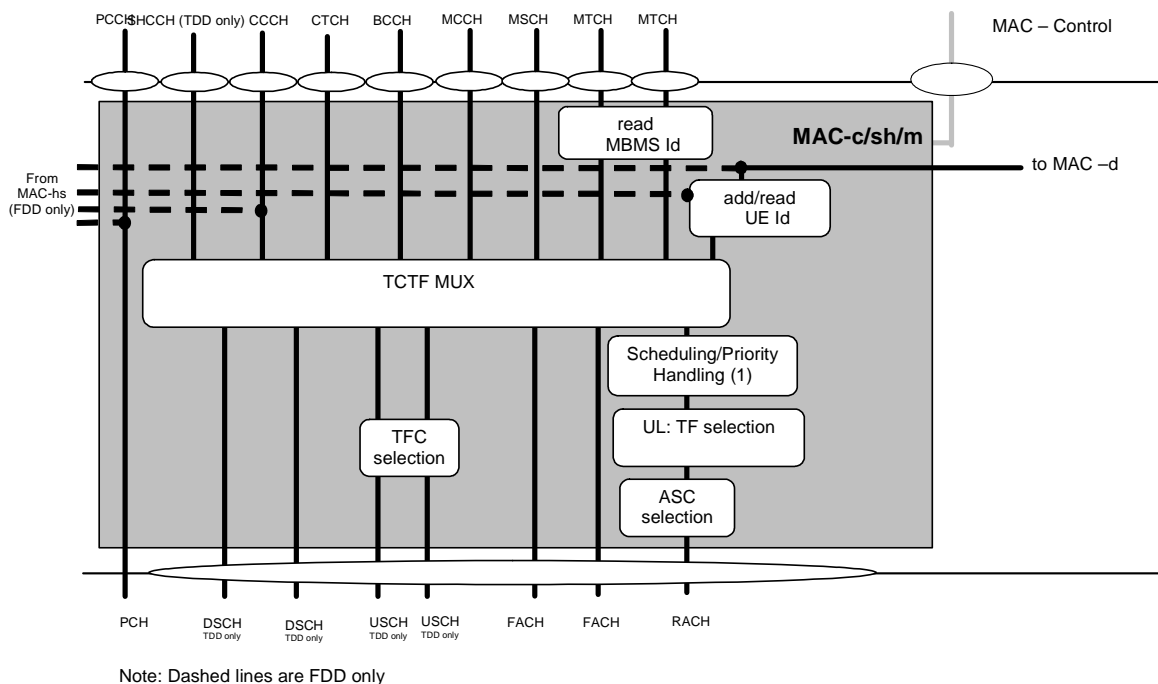 PCCH SHCCH (TDD only) CCCH CTCH BCCH MCCH MSCH MTCH MTCH
MAC – Control
read
MBMS Id
MAC-c/sh/m
From
MAC-hs
(FDD only)
to MAC –d
add/read
UE Id
TCTF MUX
Scheduling/Priority
Handling (1)
UL: TF selection
TFC
selection
ASC
selection
PCH
DSCH
TDD only
DSCH
TDD only
USCH
TDD only
USCH
TDD only
FACH
FACH
RACH
Note: Dashed lines are FDD only